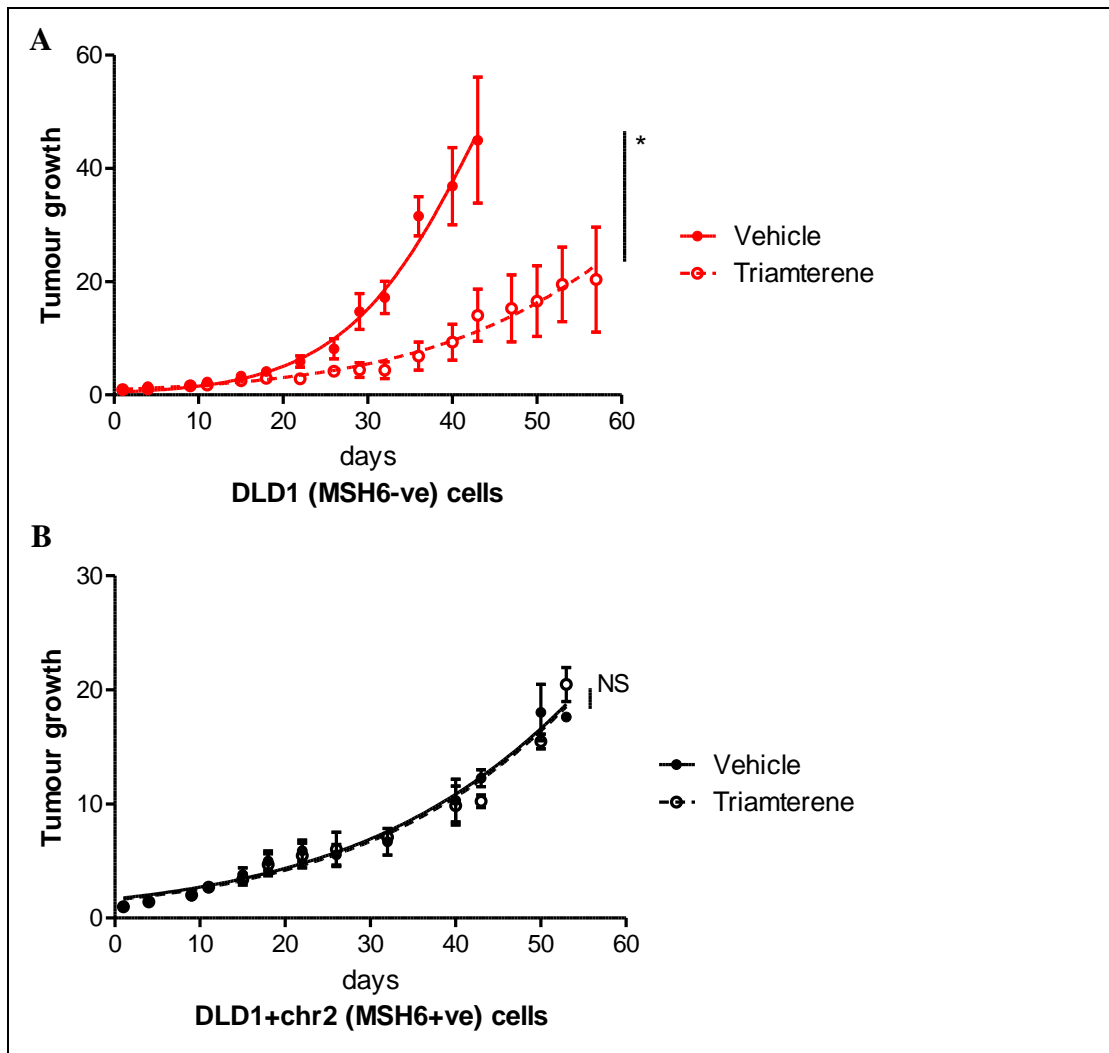 A
60
40
20
0
Tumour growth
*
Vehicle
Triamterene
0 10 20 30 40 50 60
days
DLD1 (MSH6-ve) cells
B
30
20
10
0
Tumour growth
NS
Vehicle
Triamterene
0 10 20 30 40 50 60
days
DLD1+chr2 (MSH6+ve) cells